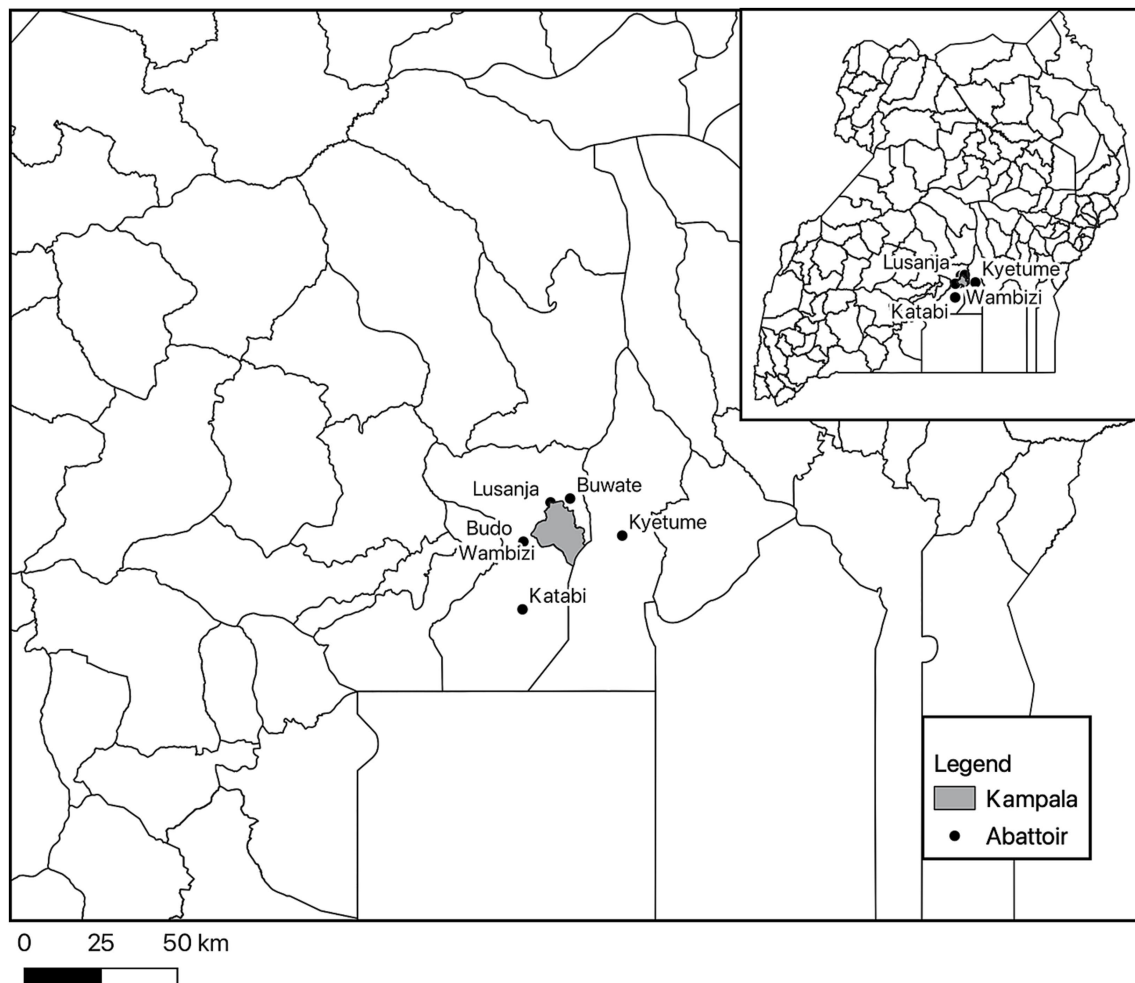 Lusanja
Kyetume
Wambizi
Katabi
Buwate
Lusanja
Kyetume
Budo
Wambizi
Katabi
Legend
Kampala
Abattoir
0 25 50 km